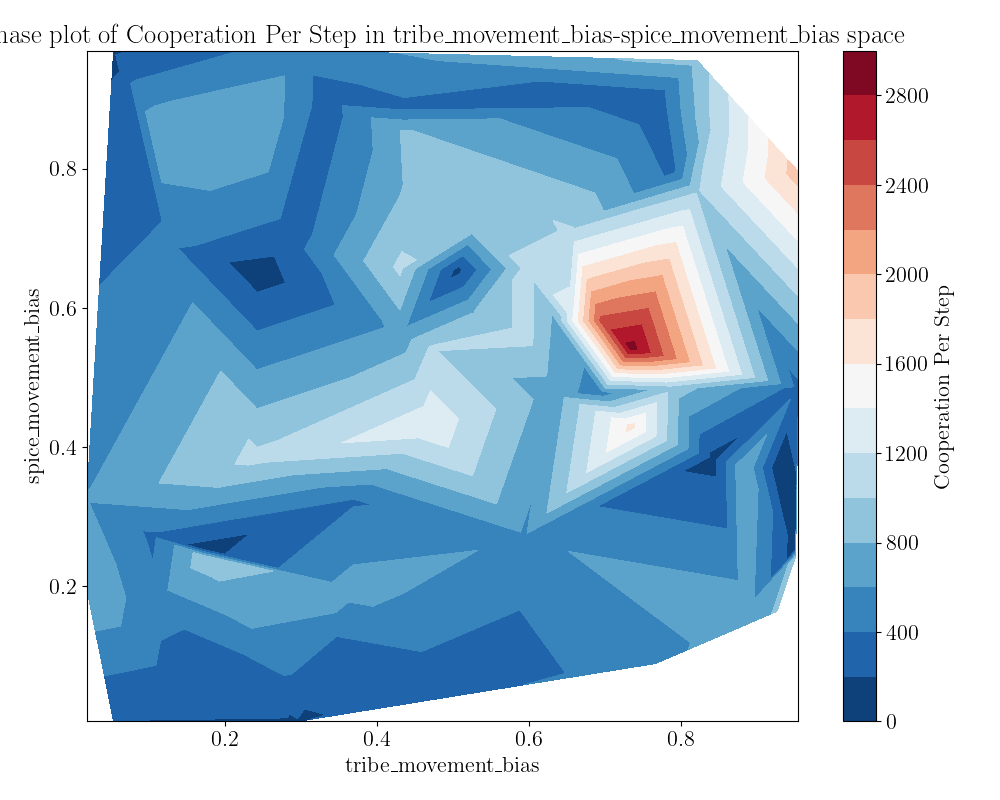 hase plot of Cooperation Per Step in tribe_movement_bias-spice_movement_bias space
0.8
0.6
0.4
0.2
spice_movement_bias
0.2 0.4 0.6 0.8
tribe_movement_bias
2800
2400
2000
1600
1200
800
400
0
Cooperation Per Step